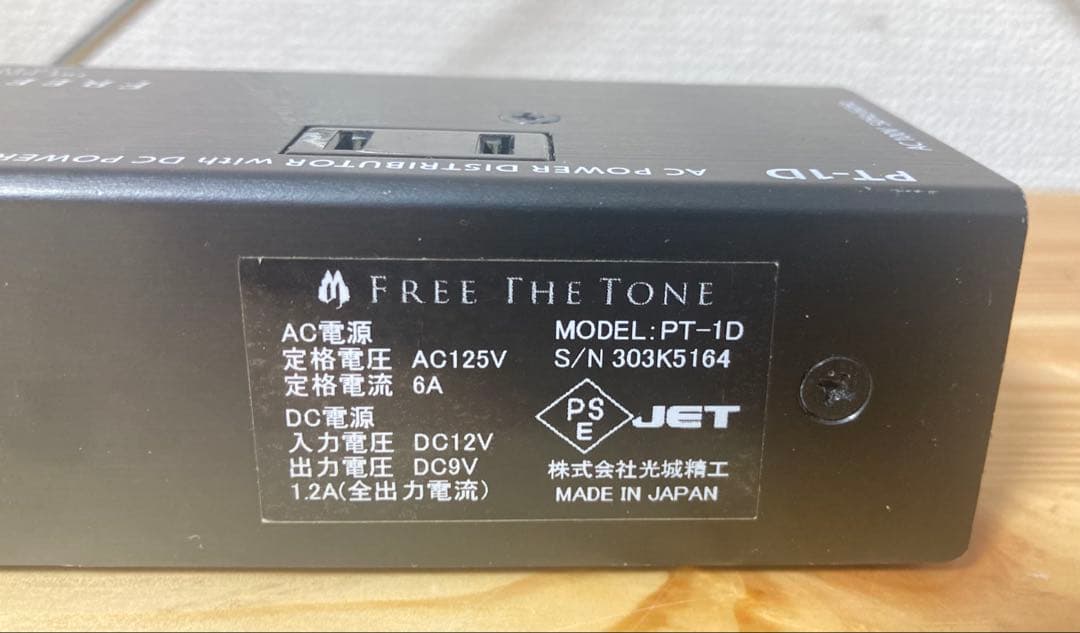 FREE
AC POWER DISTRIBUTOR with DC POWER
PT-1D
FREE THE TONE
AC電源
定格電圧 AC125V
定格電流 6A
DC電源
入力電圧 DC12V
出力電圧 DC9V
1.2A(全出力電流)
MODEL:PT-1D
S/N 303K5164
PS
E
JET
株式会社光城精工
MADE IN JAPAN